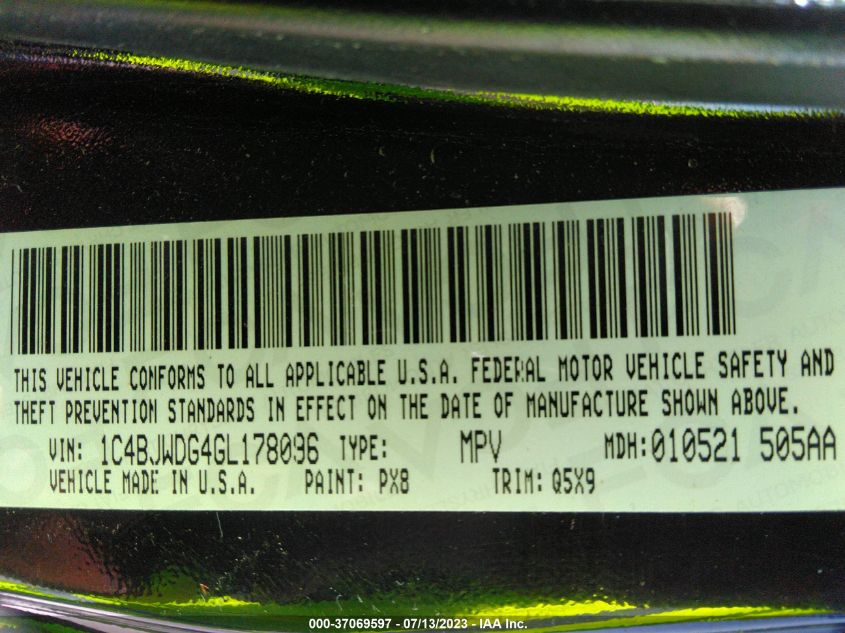 THIS VEHICLE CONFORMS TO ALL APPLICABLE U.S.A. FEDERAL MOTOR VEHICLE SAFETY AND
THEFT PREVENTION STANDARDS IN EFFECT ON THE DATE OF MANUFACTURE SHOWN ABOVE.
VIN: 1C4BJWDG4GL178096 TYPE: MPV MDH:010521 505AA
VEHICLE MADE IN U.S.A. PAINT: PX8 TRIM: Q5X9
000-37069597 - 07/13/2023 - IAA Inc.